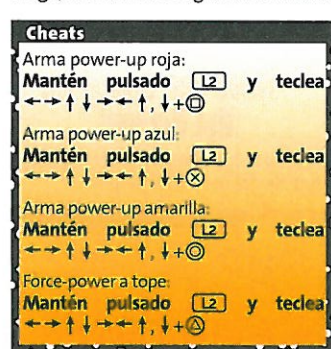 Cheats
Arma power-up roja:
Mantén pulsado L2 y teclea
←→↑↓→←↑, ↓+□
Arma power-up azul:
Mantén pulsado L2 y teclea
←→↑↓→←↑, ↓+⊗
Arma power-up amarilla:
Mantén pulsado L2 y teclea
←→↑↓→←↑, ↓+○
Force-power a tope:
Mantén pulsado L2 y teclea
←→↑↓→←↑, ↓+△